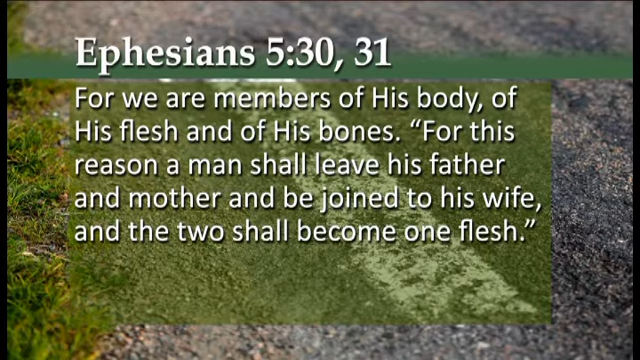 Ephesians 5:30, 31
For we are members of His body, of
His flesh and of His bones. “For this
reason a man shall leave his father
and mother and be joined to his wife,
and the two shall become one flesh.”